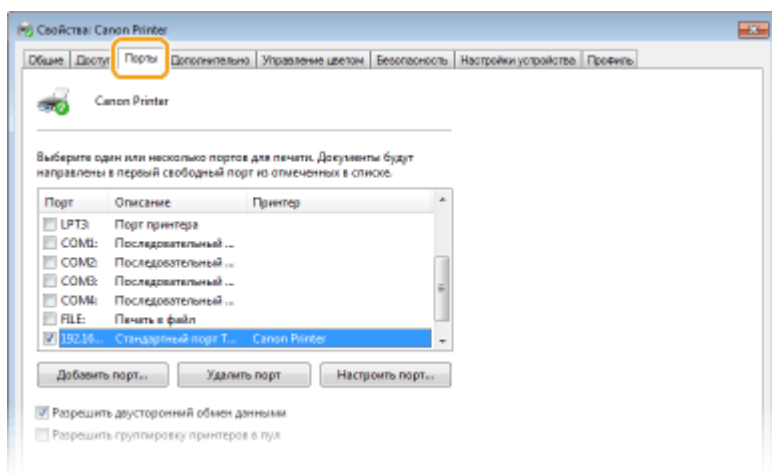 Свойства: Canon Printer
Общие Доступ Порты Дополнительно Управление цветом Безопасность Настройки устройства Профиль
Canon Printer
Выберите один или несколько портов для печати. Документы будут
направлены в первый свободный порт из отмеченных в списке.
Порт Описание Принтер
LPT3: Порт принтера
COM1: Последовательный ...
COM2: Последовательный ...
COM3: Последовательный ...
COM4: Последовательный ...
FILE: Печать в файл
192.16... Стандартный порт T... Canon Printer
Добавить порт... Удалить порт Настроить порт...
Разрешить двусторонний обмен данными
Разрешить группировку принтеров в пул